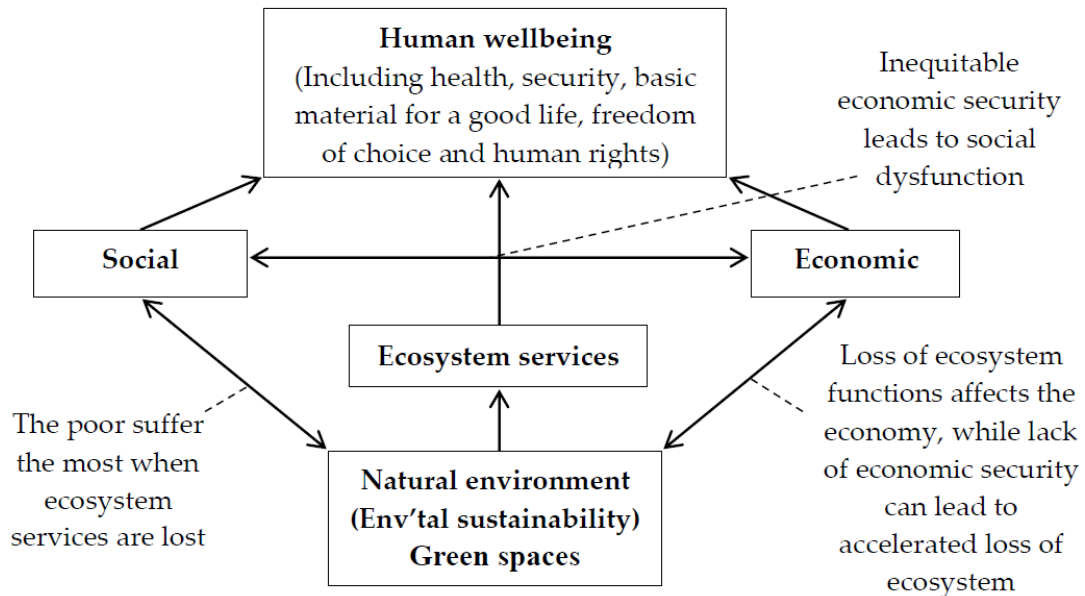 Human wellbeing
(Including health, security, basic
material for a good life, freedom
of choice and human rights)
Inequitable
economic security
leads to social
dysfunction
Social
Economic
Ecosystem services
The poor suffer
the most when
ecosystem
services are lost
Loss of ecosystem
functions affects the
economy, while lack
of economic security
can lead to
accelerated loss of
ecosystem
Natural environment
(Env’tal sustainability)
Green spaces